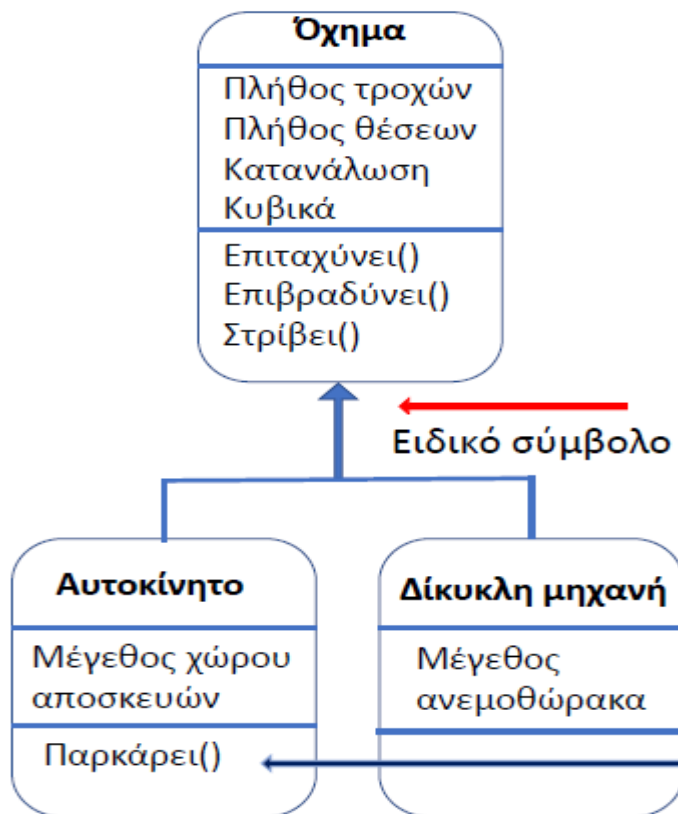 Όχημα
Πλήθος τροχών
Πλήθος θέσεων
Κατανάλωση
Κυβικά
Επιταχύνει()
Επιβραδύνει()
Στρίβει()
Ειδικό σύμβολο
Αυτοκίνητο
Μέγεθος χώρου
αποσκευών
Παρκάρει()
Δίκυκλη μηχανή
Μέγεθος
ανεμοθώρακα